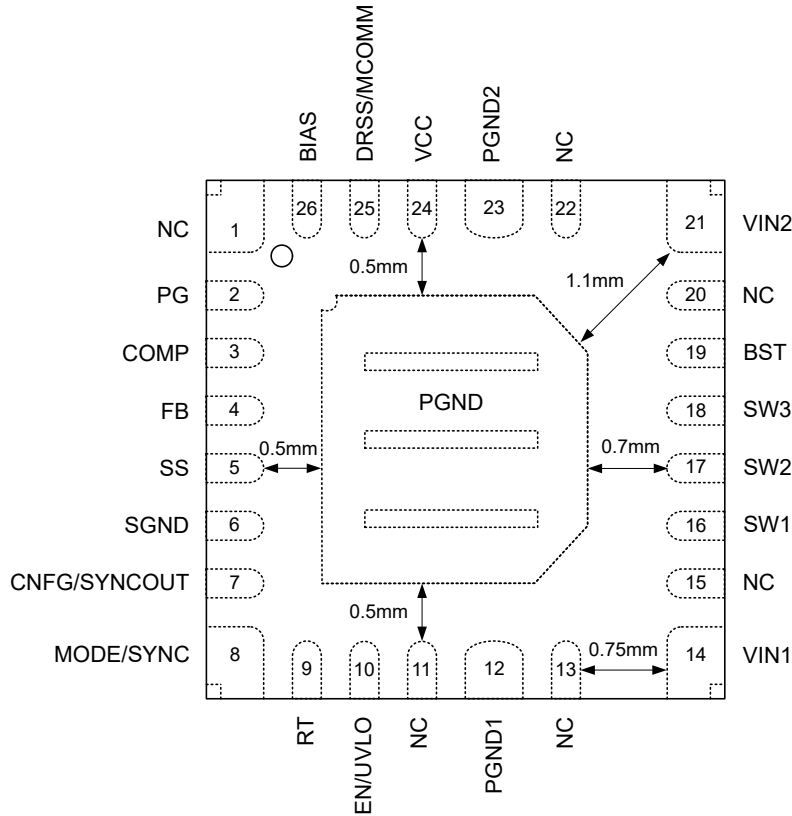 BIAS
DRSS/MCOMM
VCC
PGND2
NC
26
25
24
23
22
NC
1
21
VIN2
0.5mm
1.1mm
PG
2
20
NC
COMP
3
19
BST
PGND
FB
4
18
SW3
0.5mm
0.7mm
SS
5
17
SW2
SGND
6
16
SW1
CNFG/SYNCOUT
7
15
NC
0.5mm
MODE/SYNC
8
0.75mm
14
VIN1
9
10
11
12
13
RT
EN/UVLO
NC
PGND1
NC